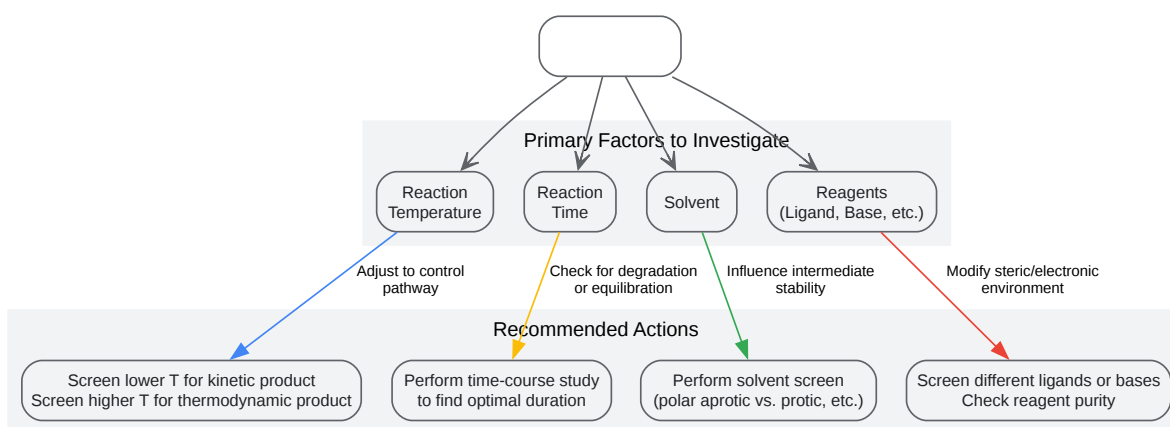 Primary Factors to Investigate
Reaction
Temperature
Reaction
Time
Solvent
Reagents
(Ligand, Base, etc.)
Adjust to control
pathway
Check for degradation
or equilibration
Influence intermediate
stability
Modify steric/electronic
environment
Recommended Actions
Screen lower T for kinetic product
Screen higher T for thermodynamic product
Perform time-course study
to find optimal duration
Perform solvent screen
(polar aprotic vs. protic, etc.)
Screen different ligands or bases
Check reagent purity